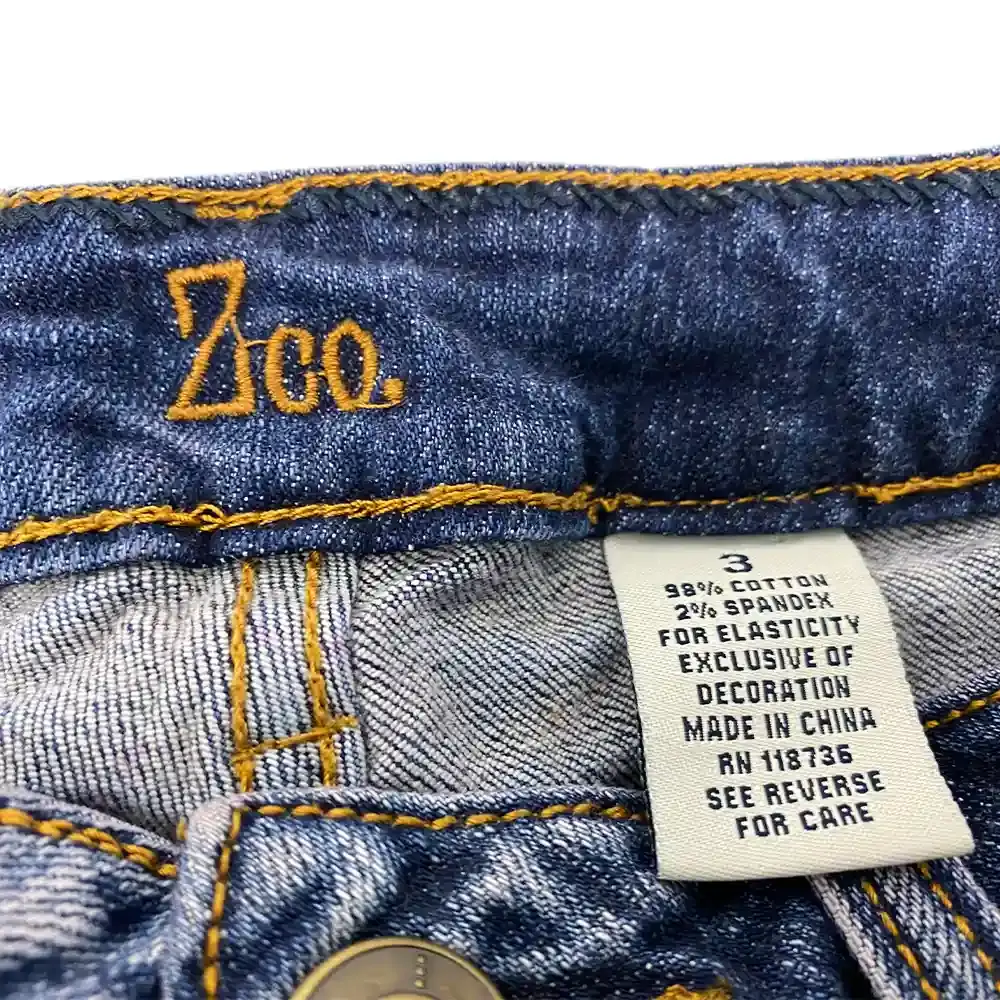 Zco.
3
98% COTTON
2% SPANDEX
FOR ELASTICITY
EXCLUSIVE OF
DECORATION
MADE IN CHINA
RN 118736
SEE REVERSE
FOR CARE